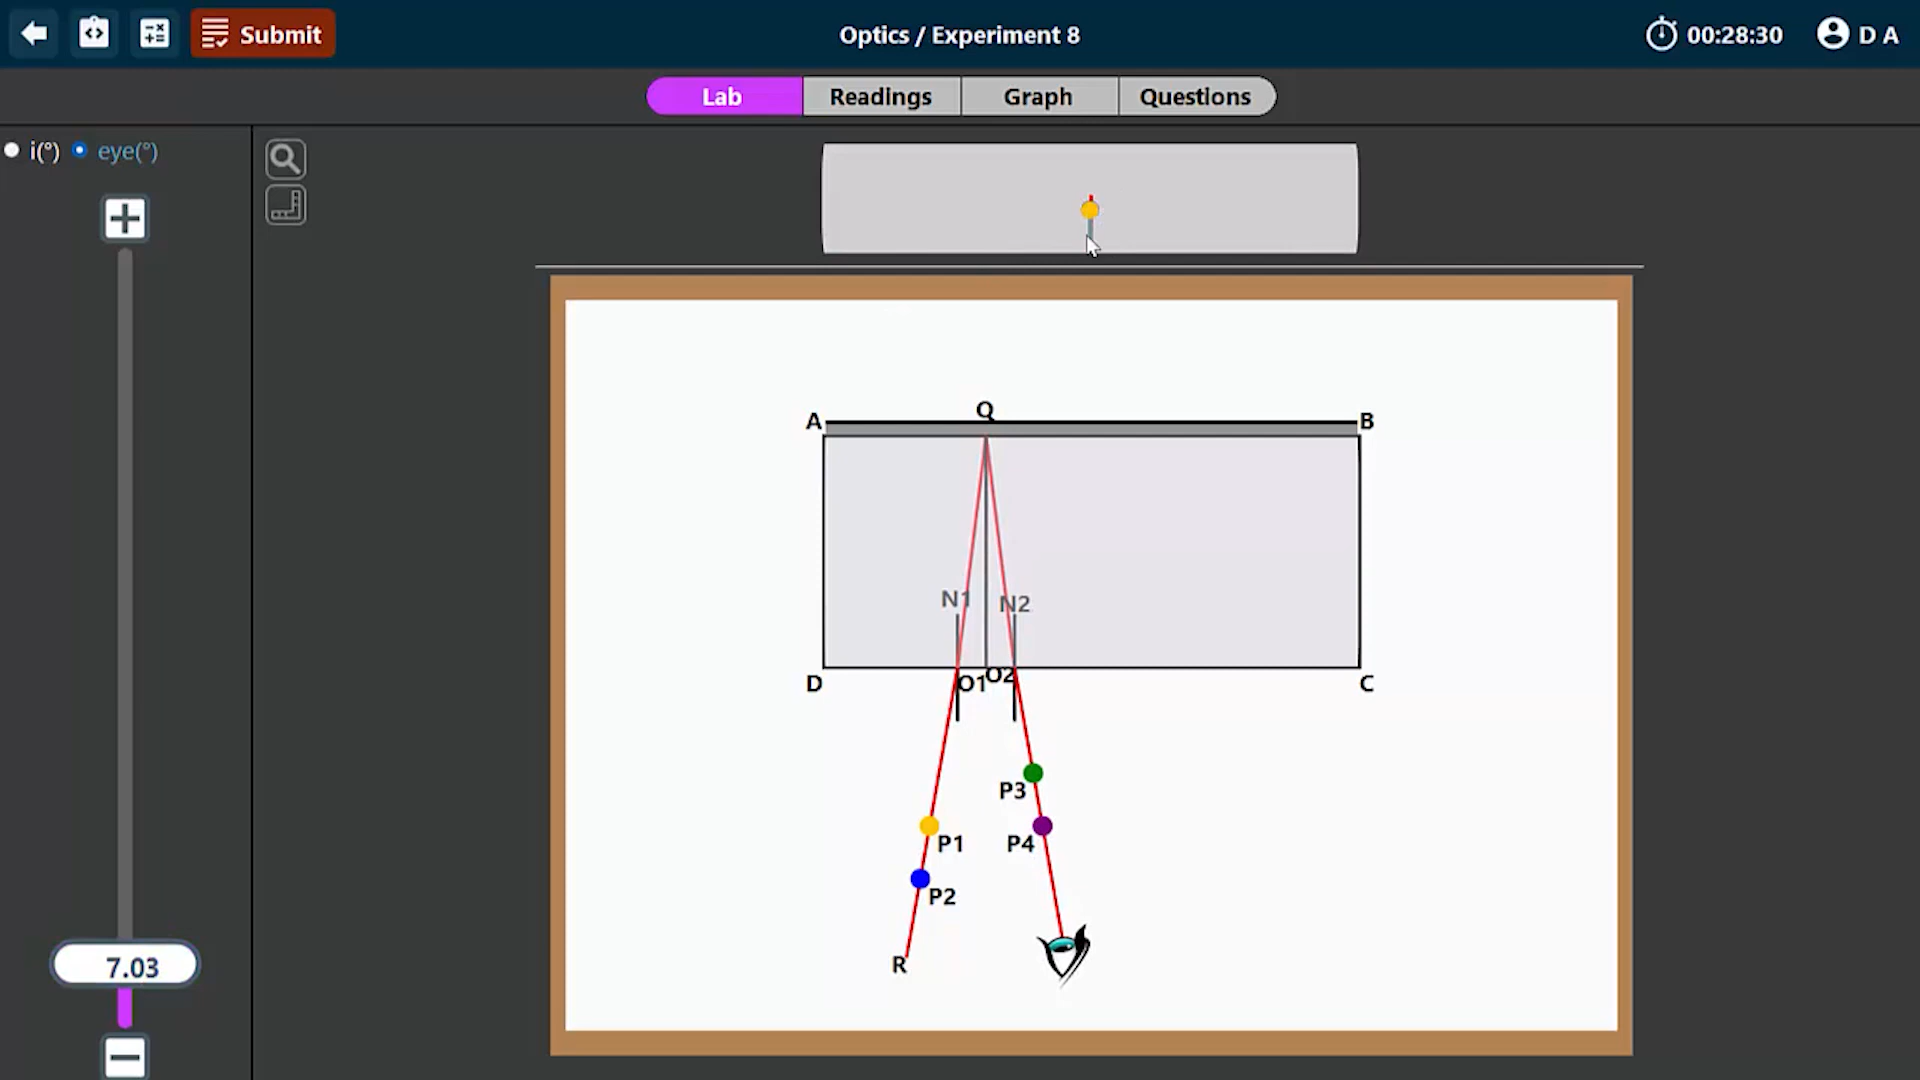 Submit
Optics / Experiment 8
00:28:30
D A
Lab
Readings
Graph
Questions
i(°)
eye(°)
A
Q
B
N1
N2
D
O1
O2
C
P3
P1
P4
P2
R
7.03